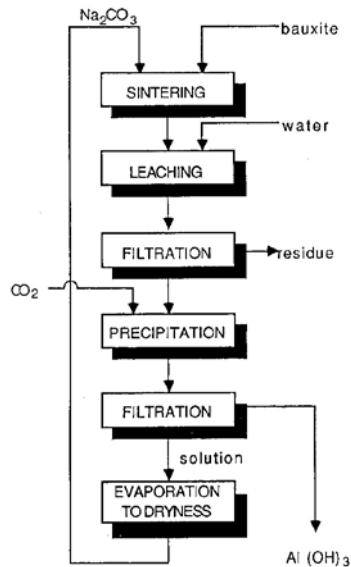 Na₂CO₃
bauxite
SINTERING
water
LEACHING
FILTRATION
residue
CO₂
PRECIPITATION
FILTRATION
solution
EVAPORATION
TO DRYNESS
Al (OH)₃